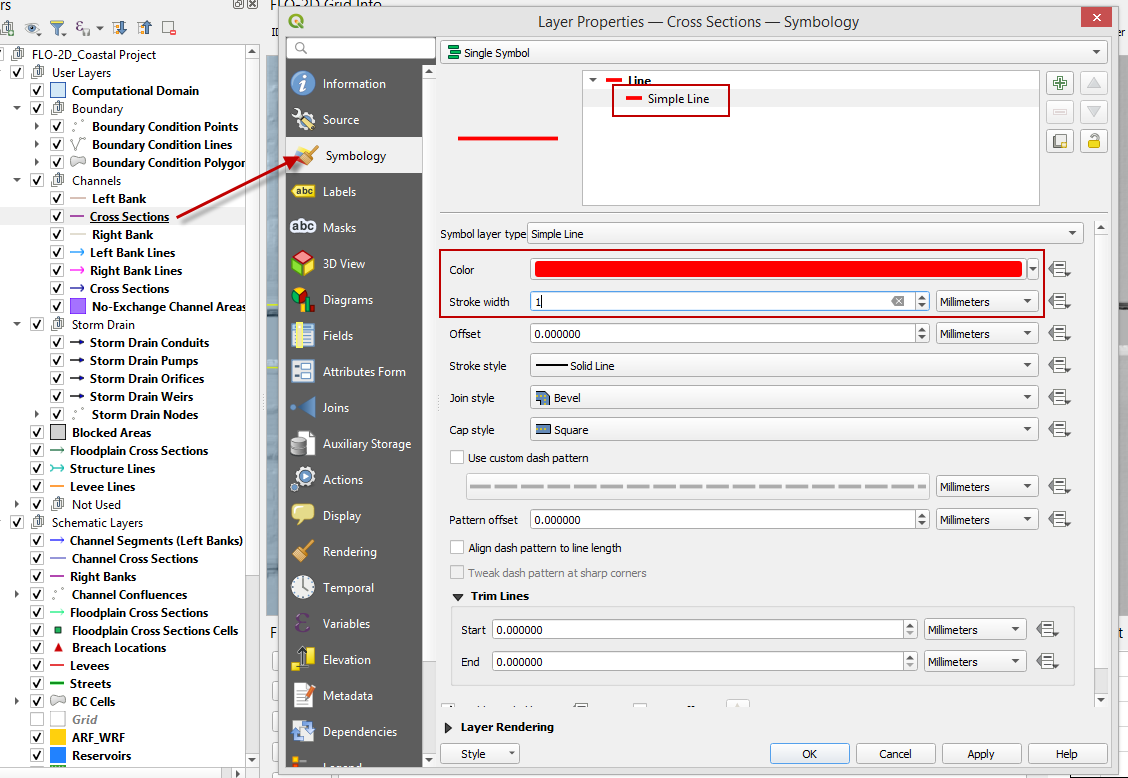 rs
FLO-2D Grid Info
FLO-2D_Coastal Project
User Layers
Computational Domain
Boundary
Boundary Condition Points
Boundary Condition Lines
Boundary Condition Polygor
Channels
Left Bank
Cross Sections
Right Bank
Left Bank Lines
Right Bank Lines
Cross Sections
No-Exchange Channel Areas
Storm Drain
Storm Drain Conduits
Storm Drain Pumps
Storm Drain Orifices
Storm Drain Weirs
Storm Drain Nodes
Blocked Areas
Floodplain Cross Sections
Structure Lines
Levee Lines
Not Used
Schematic Layers
Channel Segments (Left Banks)
Channel Cross Sections
Right Banks
Channel Confluences
Floodplain Cross Sections
Floodplain Cross Sections Cells
Breach Locations
Levees
Streets
BC Cells
Grid
ARF_WRF
Reservoirs
Layer Properties — Cross Sections — Symbology
Information
Source
Symbology
abc Labels
abc Masks
3D View
Diagrams
Fields
Attributes Form
Joins
Auxiliary Storage
Actions
Display
Rendering
Temporal
ε Variables
Elevation
Metadata
Dependencies
Legend
Single Symbol
Line
Simple Line
Symbol layer type Simple Line
Color
Stroke width 1 Millimeters
Offset 0.000000 Millimeters
Stroke style Solid Line
Join style Bevel
Cap style Square
Use custom dash pattern
Millimeters
Pattern offset 0.000000 Millimeters
Align dash pattern to line length
Tweak dash pattern at sharp corners
Trim Lines
Start 0.000000 Millimeters
End 0.000000 Millimeters
Layer Rendering
Style OK Cancel Apply Help